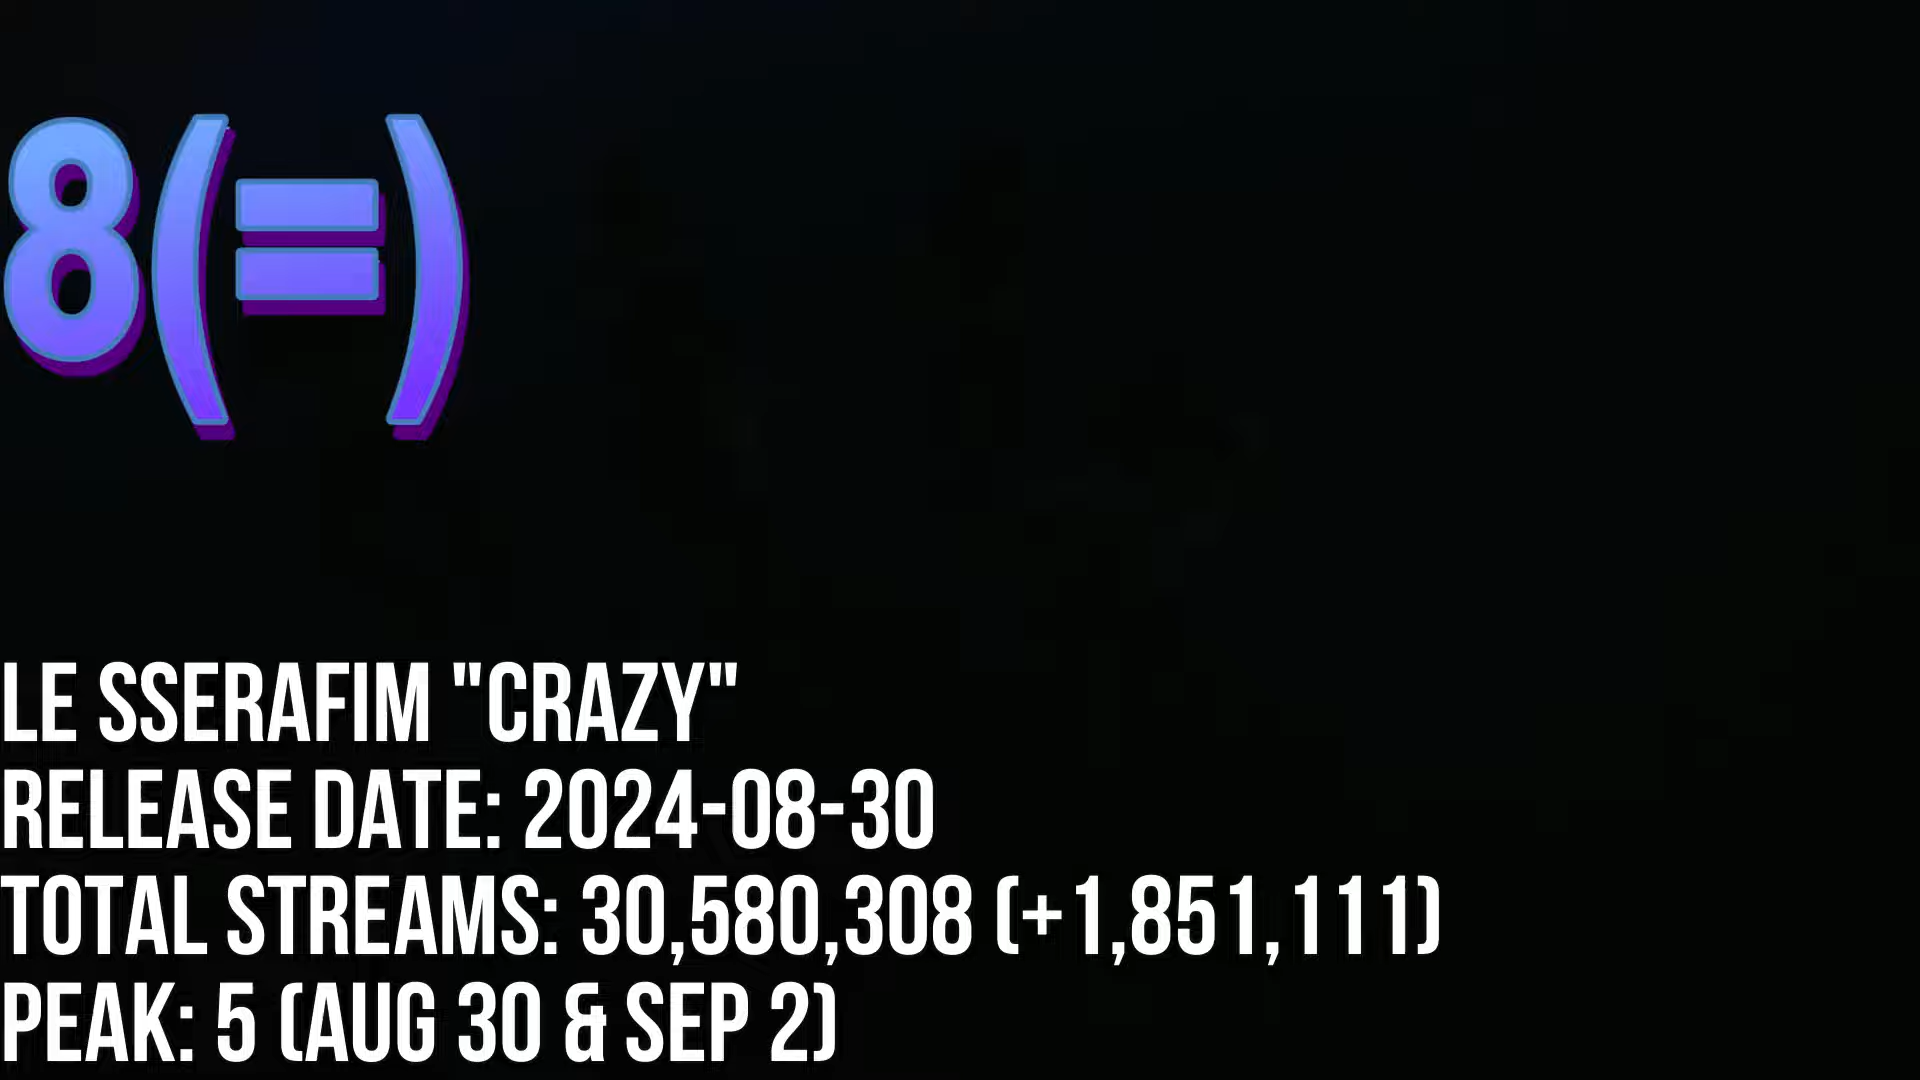 8(=)
LE SSERAFIM "CRAZY"
RELEASE DATE: 2024-08-30
TOTAL STREAMS: 30,580,308 (+1,851,111)
PEAK: 5 (AUG 30 & SEP 2)